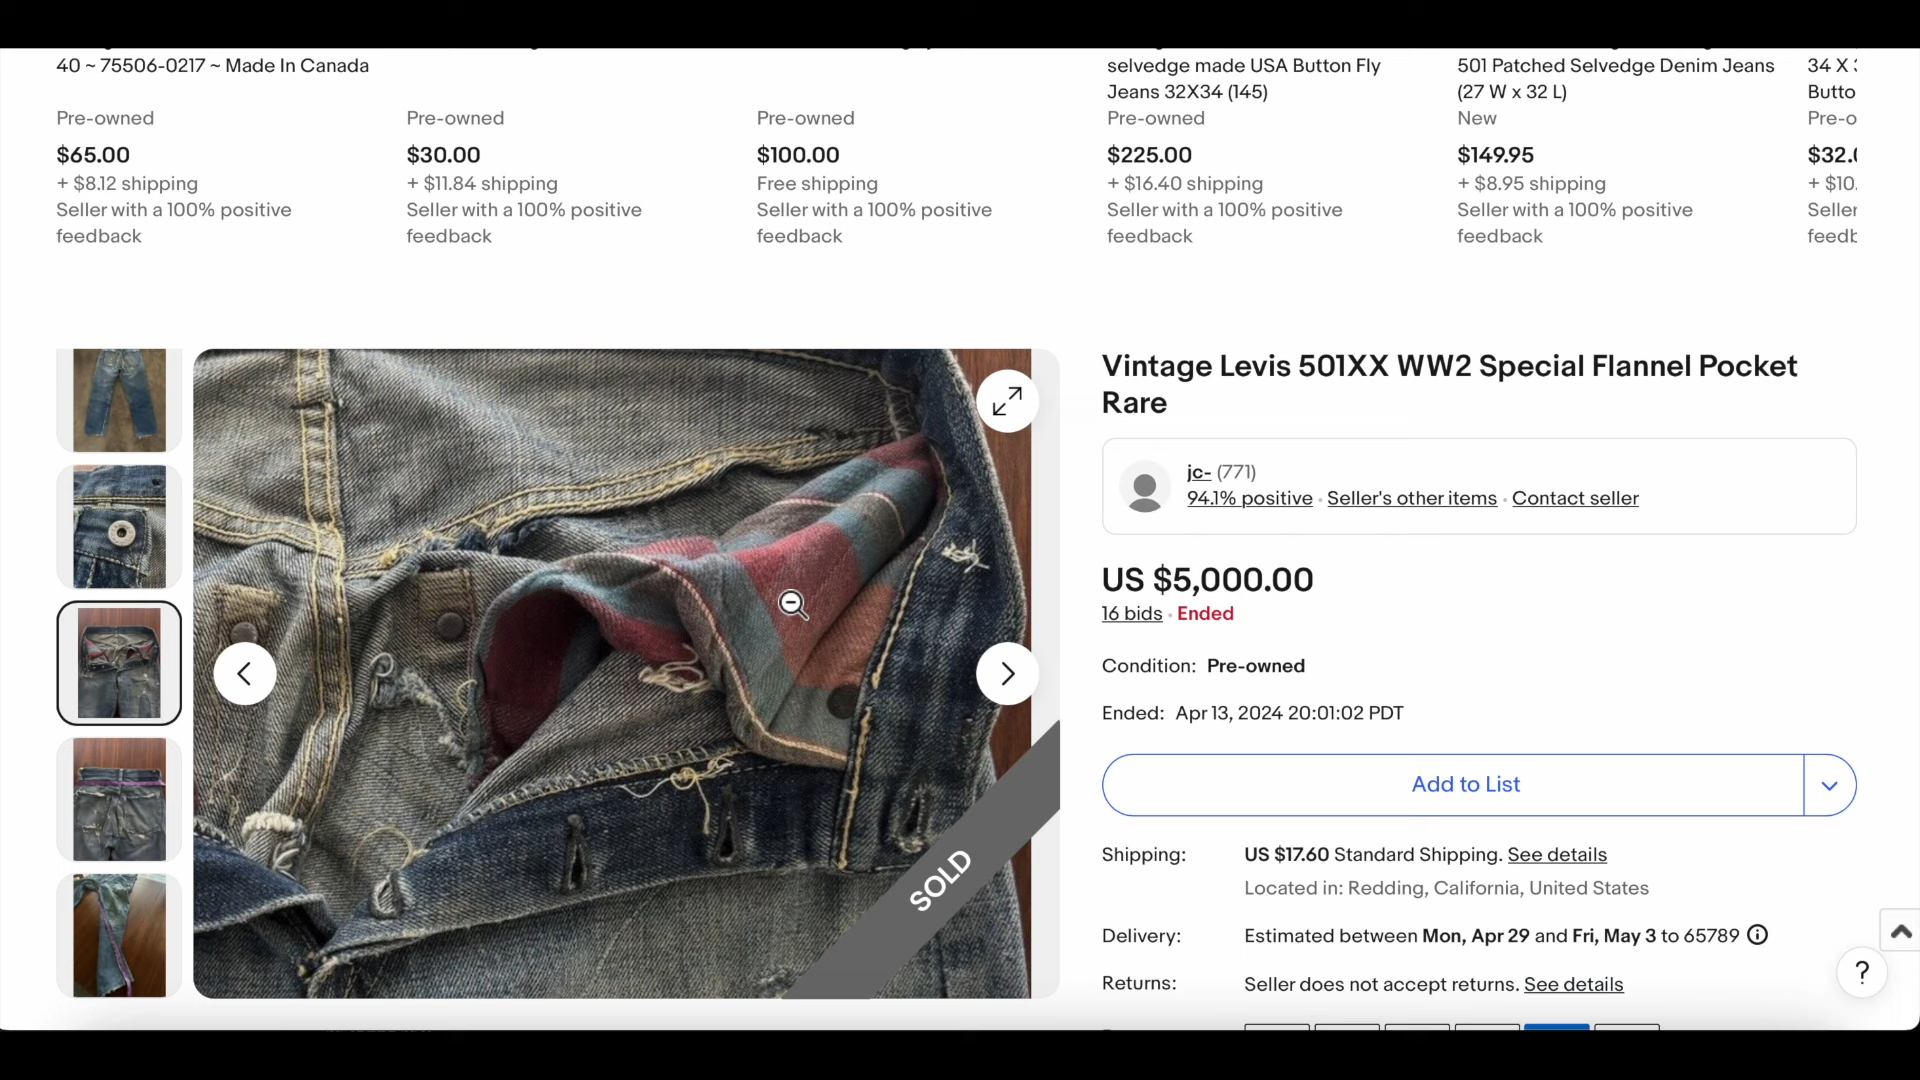 40 ~ 75506-0217 ~ Made In Canada
Pre-owned
$65.00
+ $8.12 shipping
Seller with a 100% positive
feedback
Pre-owned
$30.00
+ $11.84 shipping
Seller with a 100% positive
feedback
Pre-owned
$100.00
Free shipping
Seller with a 100% positive
feedback
selvedge made USA Button Fly
Jeans 32X34 (145)
Pre-owned
$225.00
+ $16.40 shipping
Seller with a 100% positive
feedback
501 Patched Selvedge Denim Jeans
(27 W x 32 L)
New
$149.95
+ $8.95 shipping
Seller with a 100% positive
feedback
34 X
Butto
Pre-o
$32.
+ $10.
Seller
feedb
SOLD
Vintage Levis 501XX WW2 Special Flannel Pocket
Rare
jc- (771)
94.1% positive · Seller's other items · Contact seller
US $5,000.00
16 bids · Ended
Condition: Pre-owned
Ended: Apr 13, 2024 20:01:02 PDT
Add to List
Shipping: US $17.60 Standard Shipping. See details
Located in: Redding, California, United States
Delivery: Estimated between Mon, Apr 29 and Fri, May 3 to 65789
Returns: Seller does not accept returns. See details
?